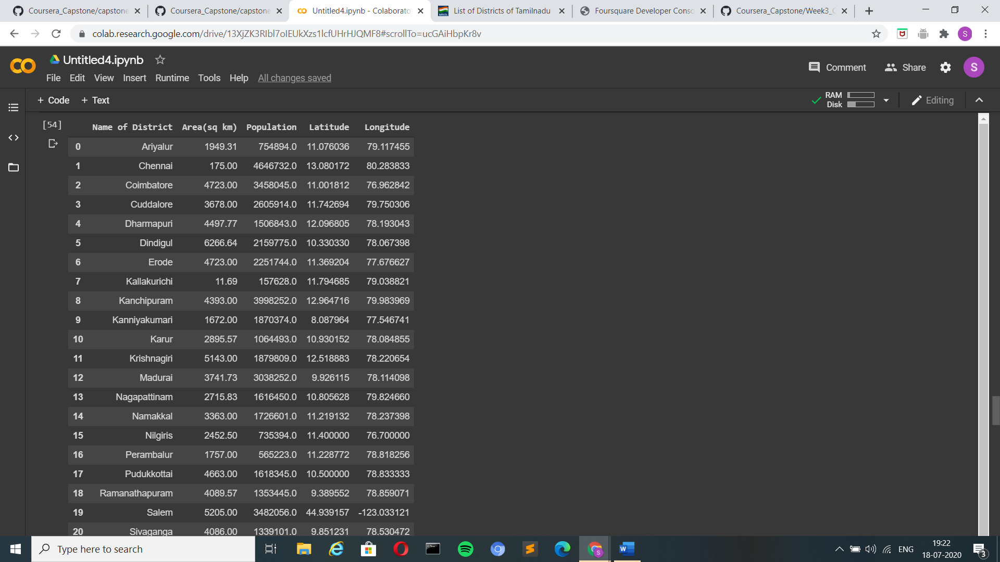 Coursera_Capstone/capstone
Coursera_Capstone/capstone
Untitled4.ipynb - Colaborato
List of Districts of Tamilnadu
Foursquare Developer Conso
Coursera_Capstone/Week3_C
colab.research.google.com/drive/13XjZK3RIbl7oIEUkXzs1lcfUHrHJQMF8#scrollTo=ucGAiHbpKr8v
S
CO Untitled4.ipynb
File Edit View Insert Runtime Tools Help All changes saved
Comment Share S
+ Code + Text
RAM
Disk
Editing
[54]
Name of District Area(sq km) Population Latitude Longitude
0 Ariyalur 1949.31 754894.0 11.076036 79.117455
1 Chennai 175.00 4646732.0 13.080172 80.283833
2 Coimbatore 4723.00 3458045.0 11.001812 76.962842
3 Cuddalore 3678.00 2605914.0 11.742694 79.750306
4 Dharmapuri 4497.77 1506843.0 12.096805 78.193043
5 Dindigul 6266.64 2159775.0 10.330330 78.067398
6 Erode 4723.00 2251744.0 11.369204 77.676627
7 Kallakurichi 11.69 157628.0 11.794685 79.038821
8 Kanchipuram 4393.00 3998252.0 12.964716 79.983969
9 Kanniyakumari 1672.00 1870374.0 8.087964 77.546741
10 Karur 2895.57 1064493.0 10.930152 78.084855
11 Krishnagiri 5143.00 1879809.0 12.518883 78.220654
12 Madurai 3741.73 3038252.0 9.926115 78.114098
13 Nagapattinam 2715.83 1616450.0 10.805628 79.824660
14 Namakkal 3363.00 1726601.0 11.219132 78.237398
15 Nilgiris 2452.50 735394.0 11.400000 76.700000
16 Perambalur 1757.00 565223.0 11.228772 78.818256
17 Pudukkottai 4663.00 1618345.0 10.500000 78.833333
18 Ramanathapuram 4089.57 1353445.0 9.389552 78.859071
19 Salem 5205.00 3482056.0 44.939157 -123.033121
20 Sivaganga 4086.00 1339101.0 9.851231 78.530472
Type here to search
ENG
19:22
18-07-2020
3